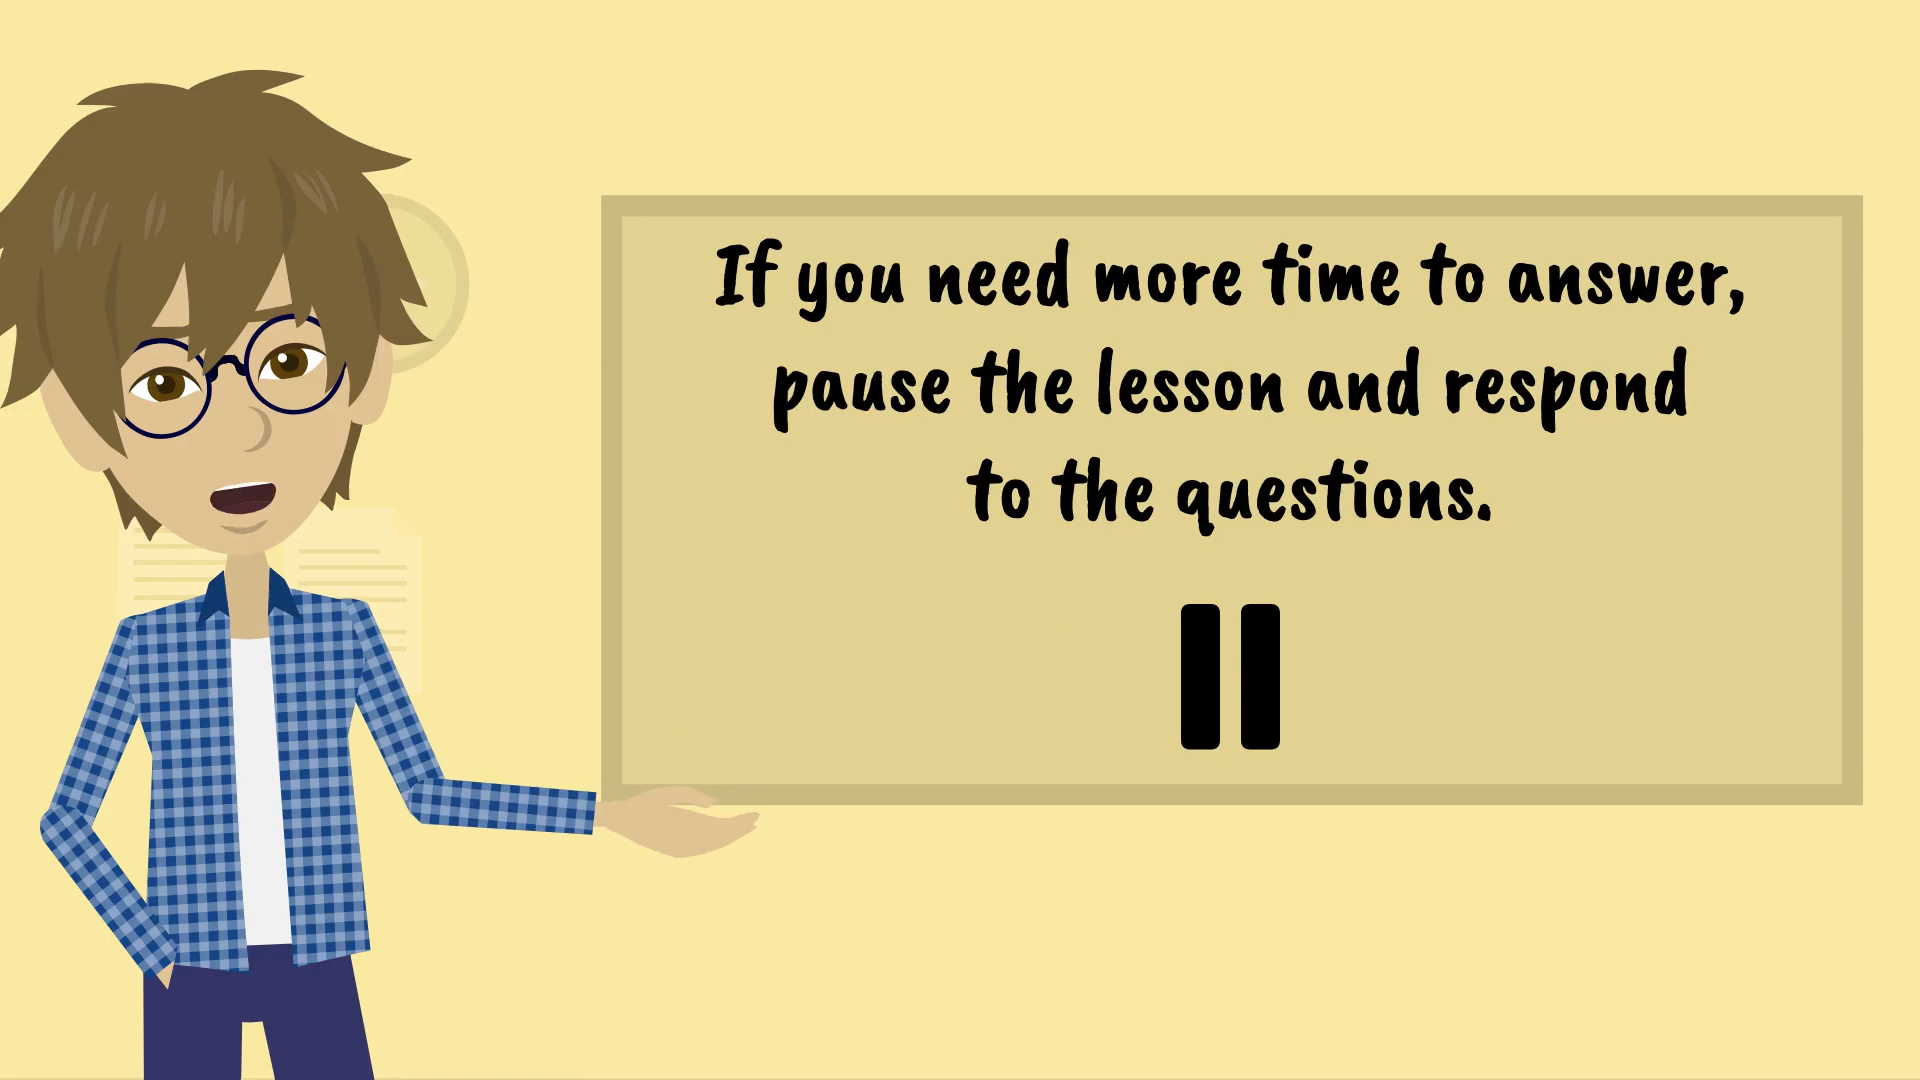 If you need more time to answer,
pause the lesson and respond
to the questions.